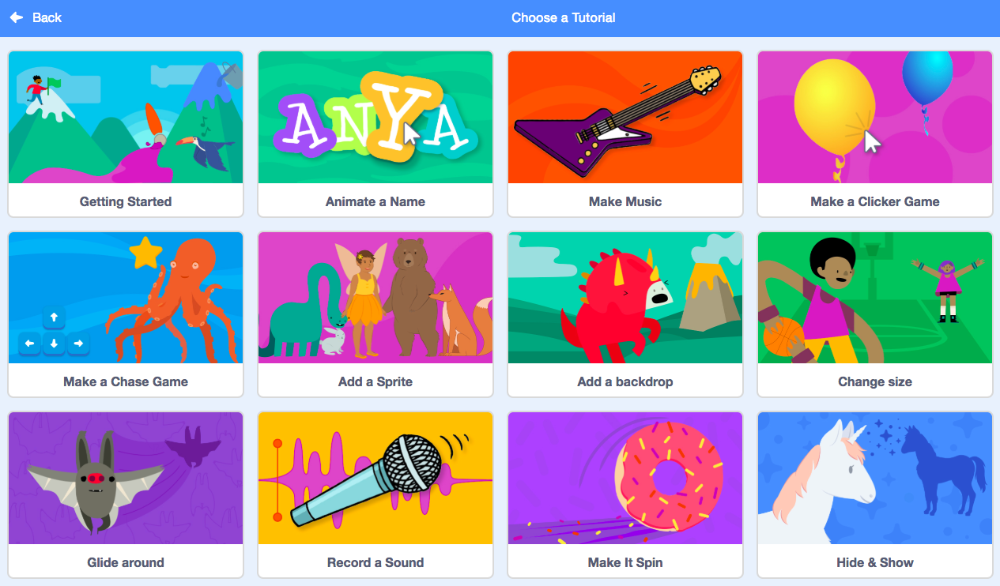 Back
Choose a Tutorial
ANYA
Getting Started
Animate a Name
Make Music
Make a Clicker Game
Make a Chase Game
Add a Sprite
Add a backdrop
Change size
Glide around
Record a Sound
Make It Spin
Hide & Show